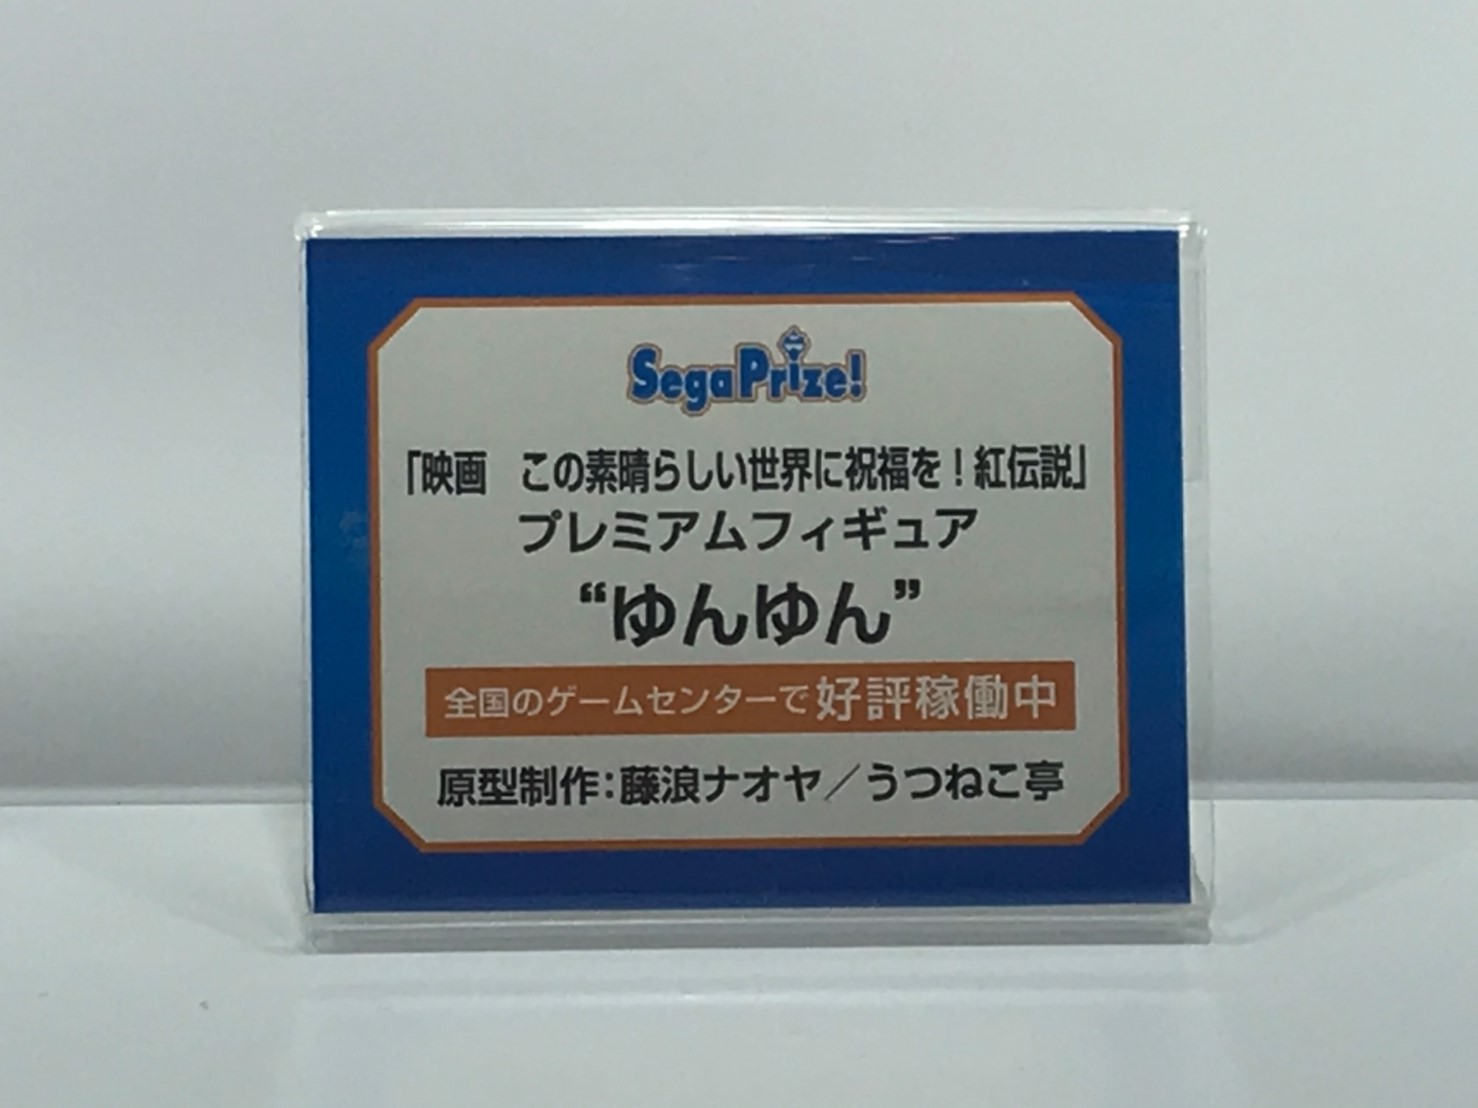 SegaPrize!
「映画　この素晴らしい世界に祝福を！紅伝説」
プレミアムフィギュア
“ゆんゆん”
全国のゲームセンターで好評稼働中
原型制作：藤浪ナオヤ／うつねこ亭